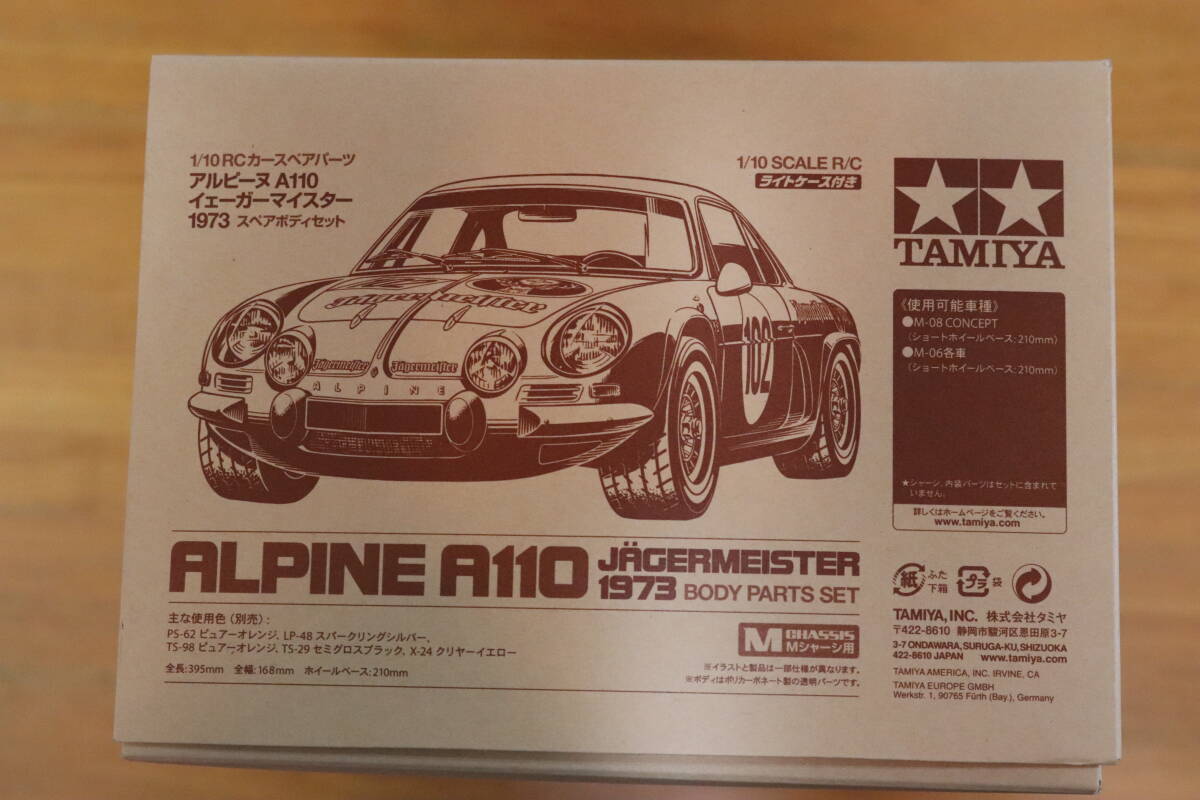 1/10 RCカースペアパーツ
アルピーヌ A110
イェーガーマイスター
1973 スペアボディセット
1/10 SCALE R/C
ライトケース付き
TAMIYA
《使用可能車種》
●M-08 CONCEPT
(ショートホイールベース:210mm)
●M-06各車
(ショートホイールベース:210mm)
★シャーシ、内装パーツはセットに含まれて
いません。
詳しくはホームページをご覧ください。
www.tamiya.com
Jägermeister
Jägermeister
Jägermeister
ALPINE
102
ALPINE A110 JÄGERMEISTER
1973 BODY PARTS SET
主な使用色(別売):
PS-62 ピュアーオレンジ、LP-48 スパークリングシルバー、
TS-98 ピュアーオレンジ、TS-29 セミグロスブラック、X-24 クリヤーイエロー
全長:395mm 全幅:168mm ホイールベース:210mm
M CHASSIS
Mシャーシ用
※イラストと製品は一部仕様が異なります。
※ボディはポリカーボネート製の透明パーツです。
紙 ふた
下箱
プラ 袋
TAMIYA, INC. 株式会社タミヤ
〒422-8610 静岡市駿河区恩田原3-7
3-7 ONDAWARA, SURUGA-KU, SHIZUOKA
422-8610 JAPAN www.tamiya.com
TAMIYA AMERICA, INC. IRVINE, CA
TAMIYA EUROPE GMBH
Werkstr. 1, 90765 Fürth (Bay.), Germany